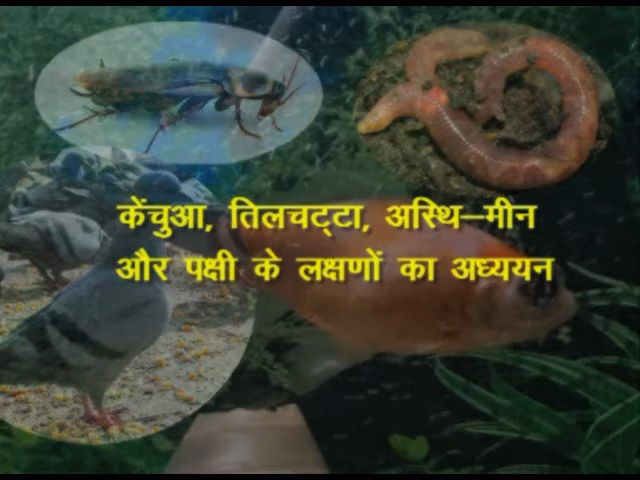 केंचुआ, तिलचट्टा, अस्थि–मीन
और पक्षी के लक्षणों का अध्ययन